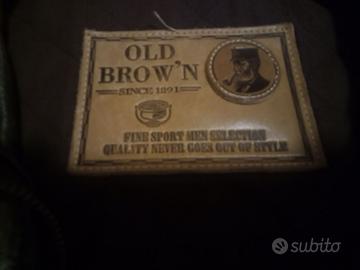 OLD
BROW'N
SINCE 1891
FINE SPORT MEN SELECTION
QUALITY NEVER GOES OUT OF STYLE
subito